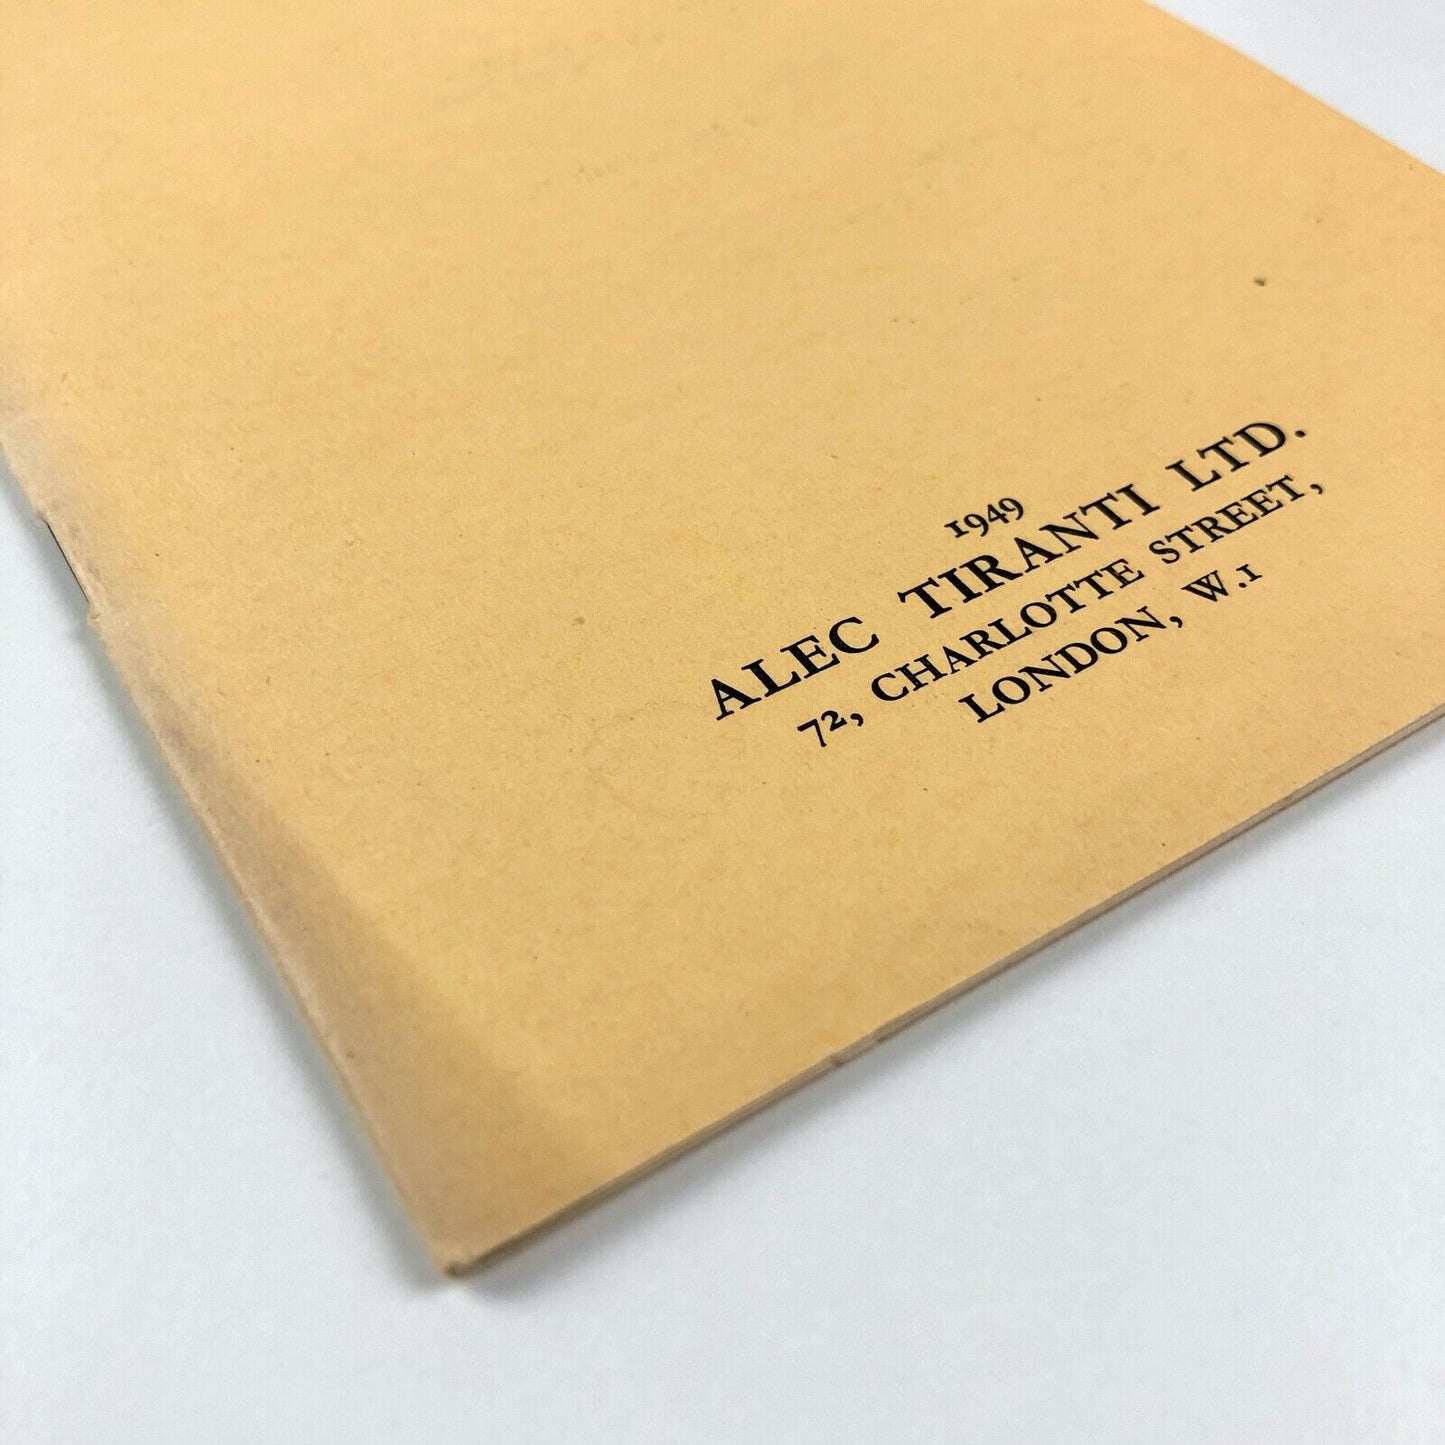 1949
ALEC TIRANTI LTD.
72, CHARLOTTE STREET,
LONDON, W.1